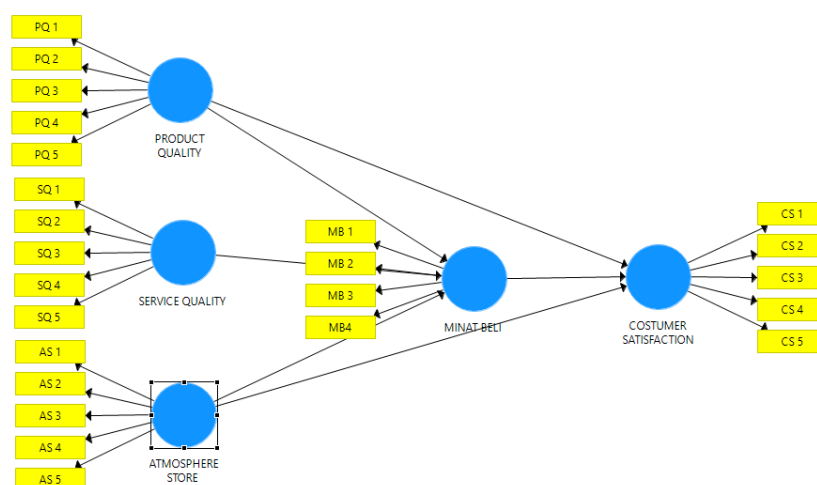 PQ 1
PQ 2
PQ 3
PQ 4
PQ 5
PRODUCT
QUALITY
SQ 1
SQ 2
SQ 3
SQ 4
SQ 5
SERVICE QUALITY
AS 1
AS 2
AS 3
AS 4
AS 5
ATMOSPHERE
STORE
MB 1
MB 2
MB 3
MB4
MINAT BELI
COSTUMER
SATISFACTION
CS 1
CS 2
CS 3
CS 4
CS 5